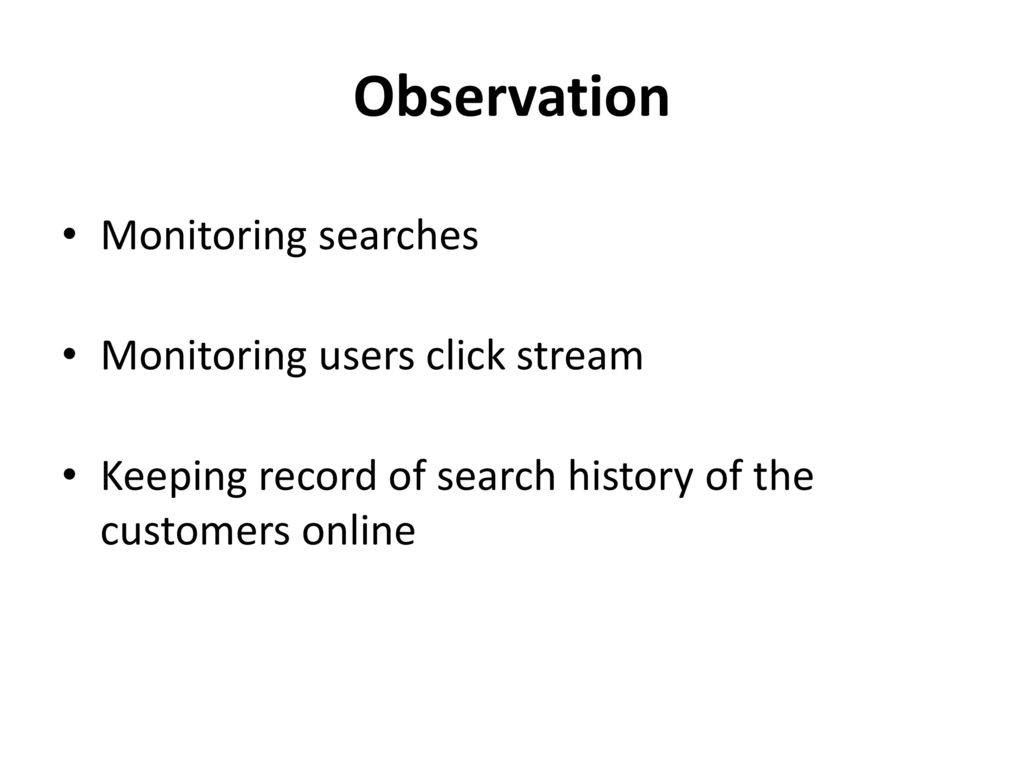 Observation
• Monitoring searches
• Monitoring users click stream
• Keeping record of search history of the
customers online